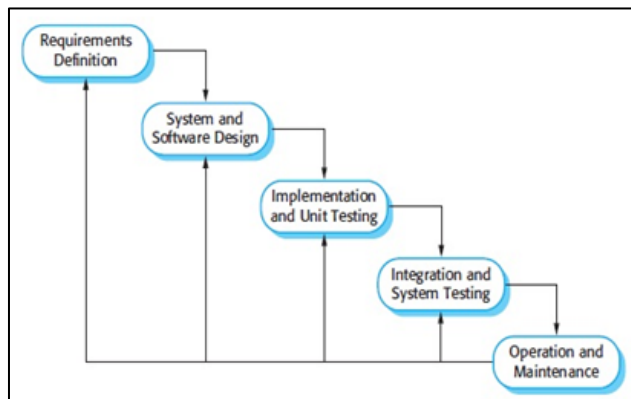 Requirements
Definition
System and
Software Design
Implementation
and Unit Testing
Integration and
System Testing
Operation and
Maintenance